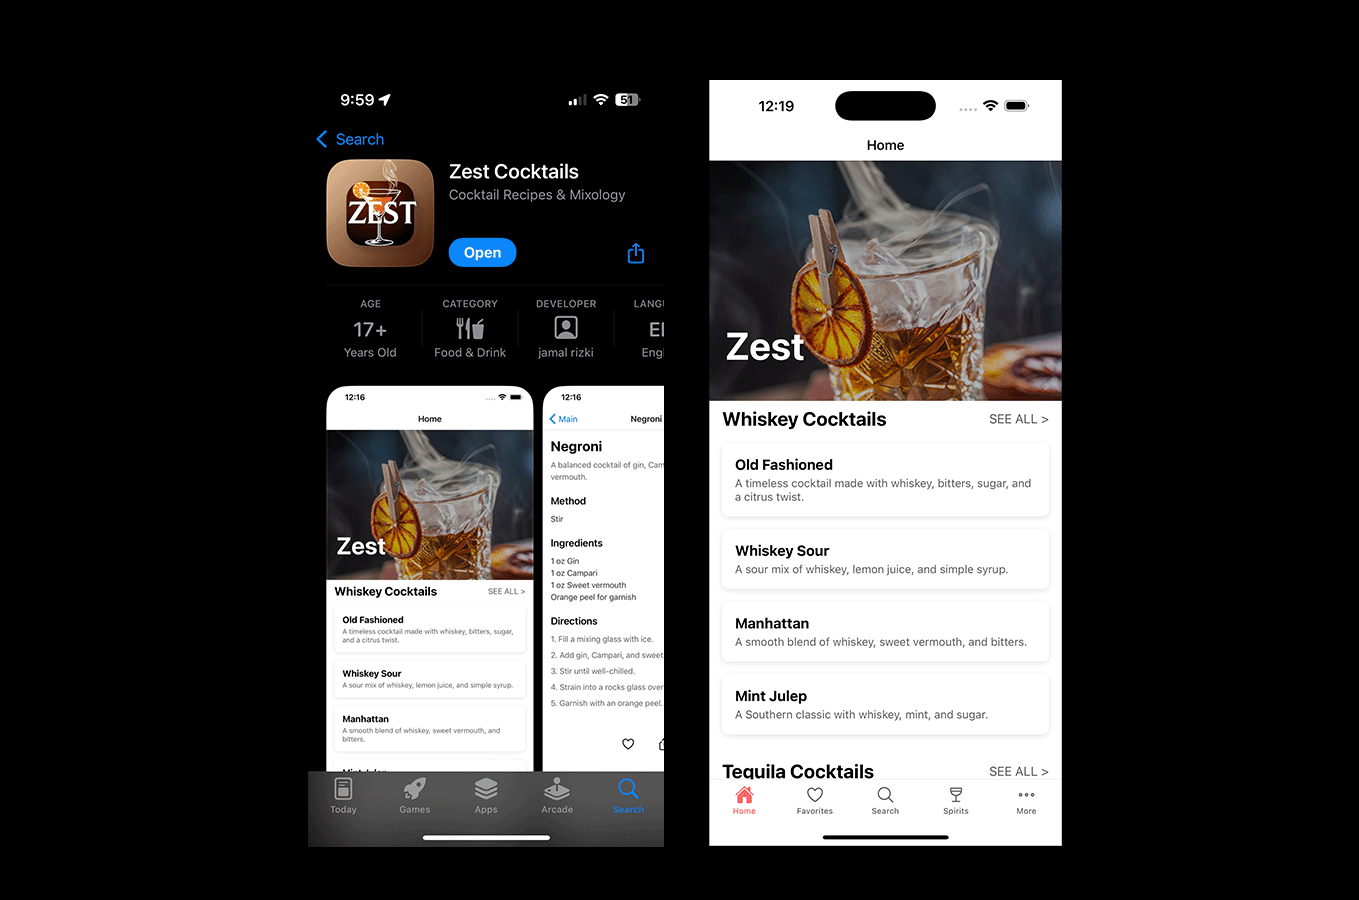 9:59
51
Search
ZEST
Zest Cocktails
Cocktail Recipes & Mixology
Open
AGE
17+
Years Old
CATEGORY
Food & Drink
DEVELOPER
jamal rizki
LANGU
E
Engl
12:16
Home
Zest
Whiskey Cocktails
SEE ALL >
Old Fashioned
A timeless cocktail made with whiskey, bitters, sugar,
and a citrus twist.
Whiskey Sour
A sour mix of whiskey, lemon juice, and simple syrup.
Manhattan
A smooth blend of whiskey, sweet vermouth, and
bitters.
Mint Julep
12:16
Main
Negroni
Negroni
A balanced cocktail of gin, Cam
vermouth.
Method
Stir
Ingredients
1 oz Gin
1 oz Campari
1 oz Sweet vermouth
Orange peel for garnish
Directions
1. Fill a mixing glass with ice.
2. Add gin, Campari, and sweet
3. Stir until well-chilled.
4. Strain into a rocks glass over
5. Garnish with an orange peel.
Today
Games
Apps
Arcade
Search
12:19
Home
Zest
Whiskey Cocktails
SEE ALL >
Old Fashioned
A timeless cocktail made with whiskey, bitters, sugar, and
a citrus twist.
Whiskey Sour
A sour mix of whiskey, lemon juice, and simple syrup.
Manhattan
A smooth blend of whiskey, sweet vermouth, and bitters.
Mint Julep
A Southern classic with whiskey, mint, and sugar.
Tequila Cocktails
SEE ALL >
Home
Favorites
Search
Spirits
More